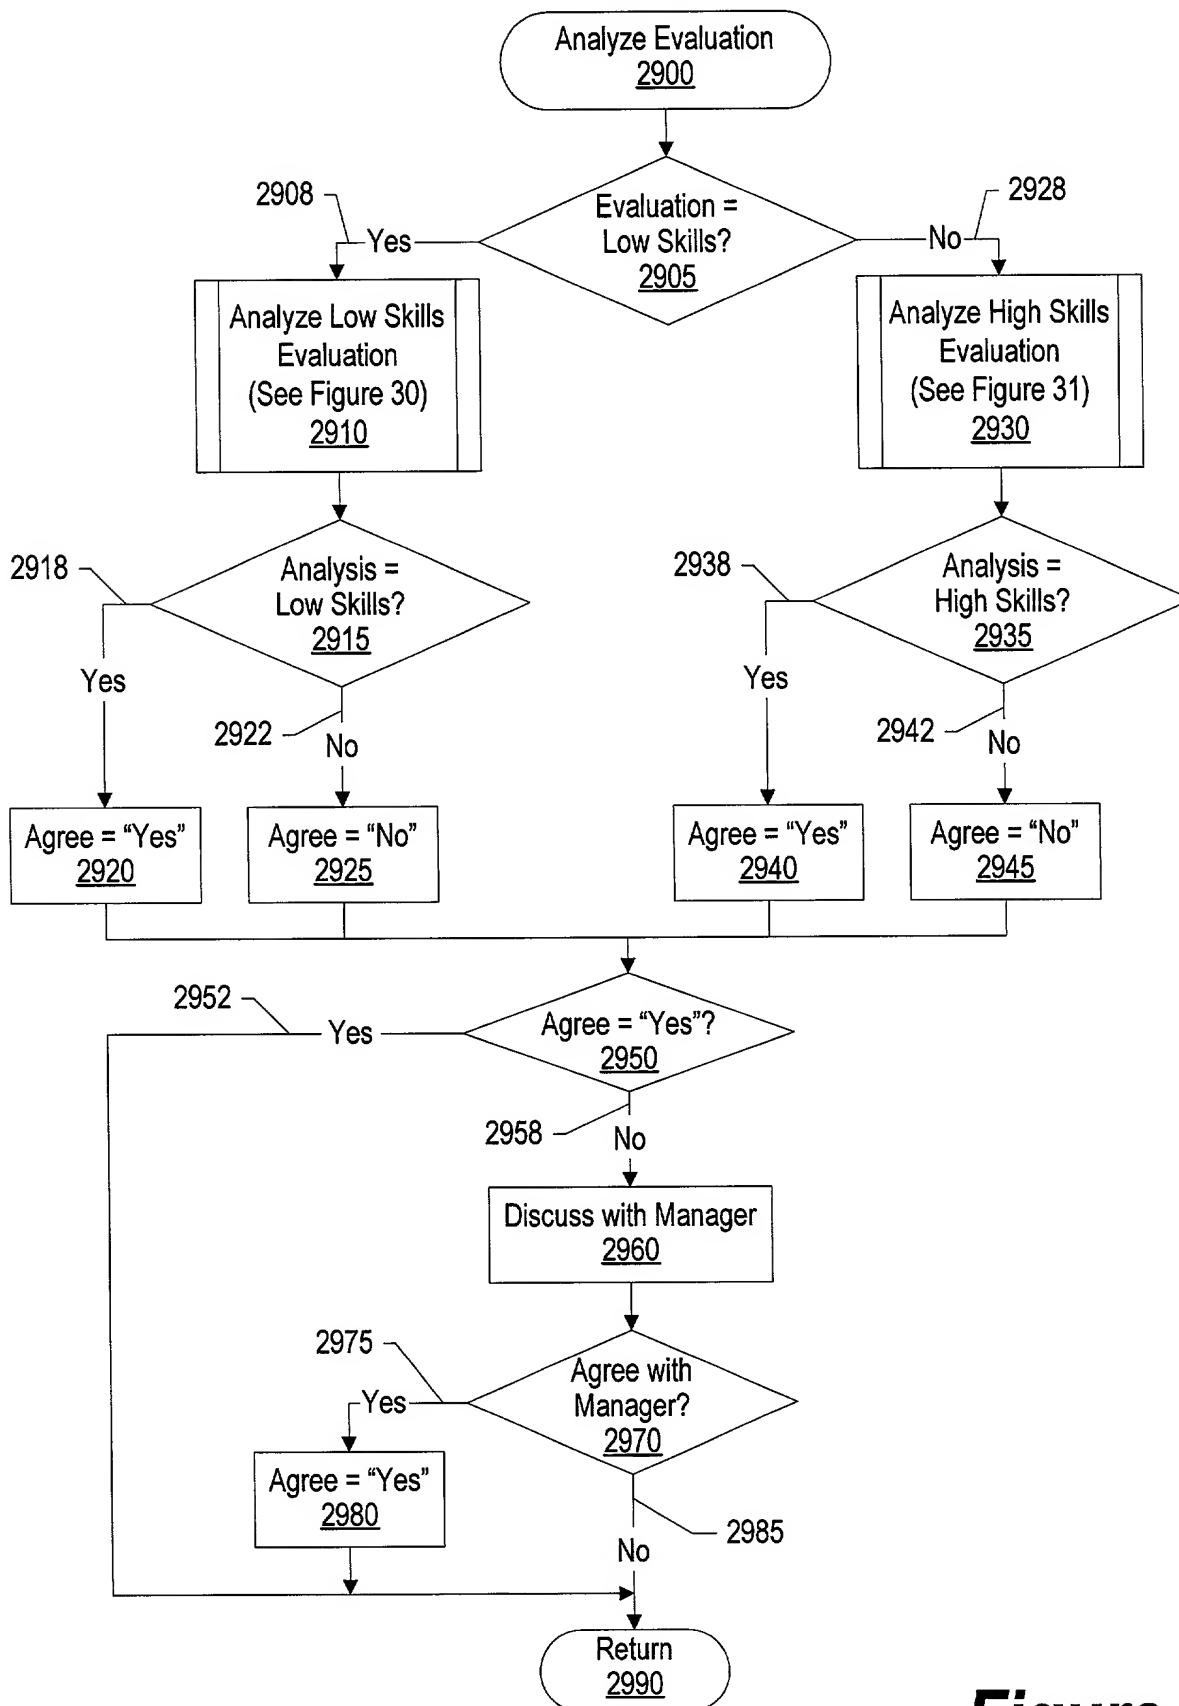 Analyze Evaluation
2900
2908
2928
Evaluation =
Low Skills?
2905
Yes
No
Analyze Low Skills
Evaluation
(See Figure 30)
2910
Analyze High Skills
Evaluation
(See Figure 31)
2930
2918
Analysis =
Low Skills?
2915
2938
Analysis =
High Skills?
2935
Yes
2922
No
Yes
2942
No
Agree = “Yes”
2920
Agree = “No”
2925
Agree = “Yes”
2940
Agree = “No”
2945
2952
Yes
Agree = “Yes”?
2950
2958
No
Discuss with Manager
2960
2975
Yes
Agree with
Manager?
2970
Agree = “Yes”
2980
2985
No
Return
2990
Figure